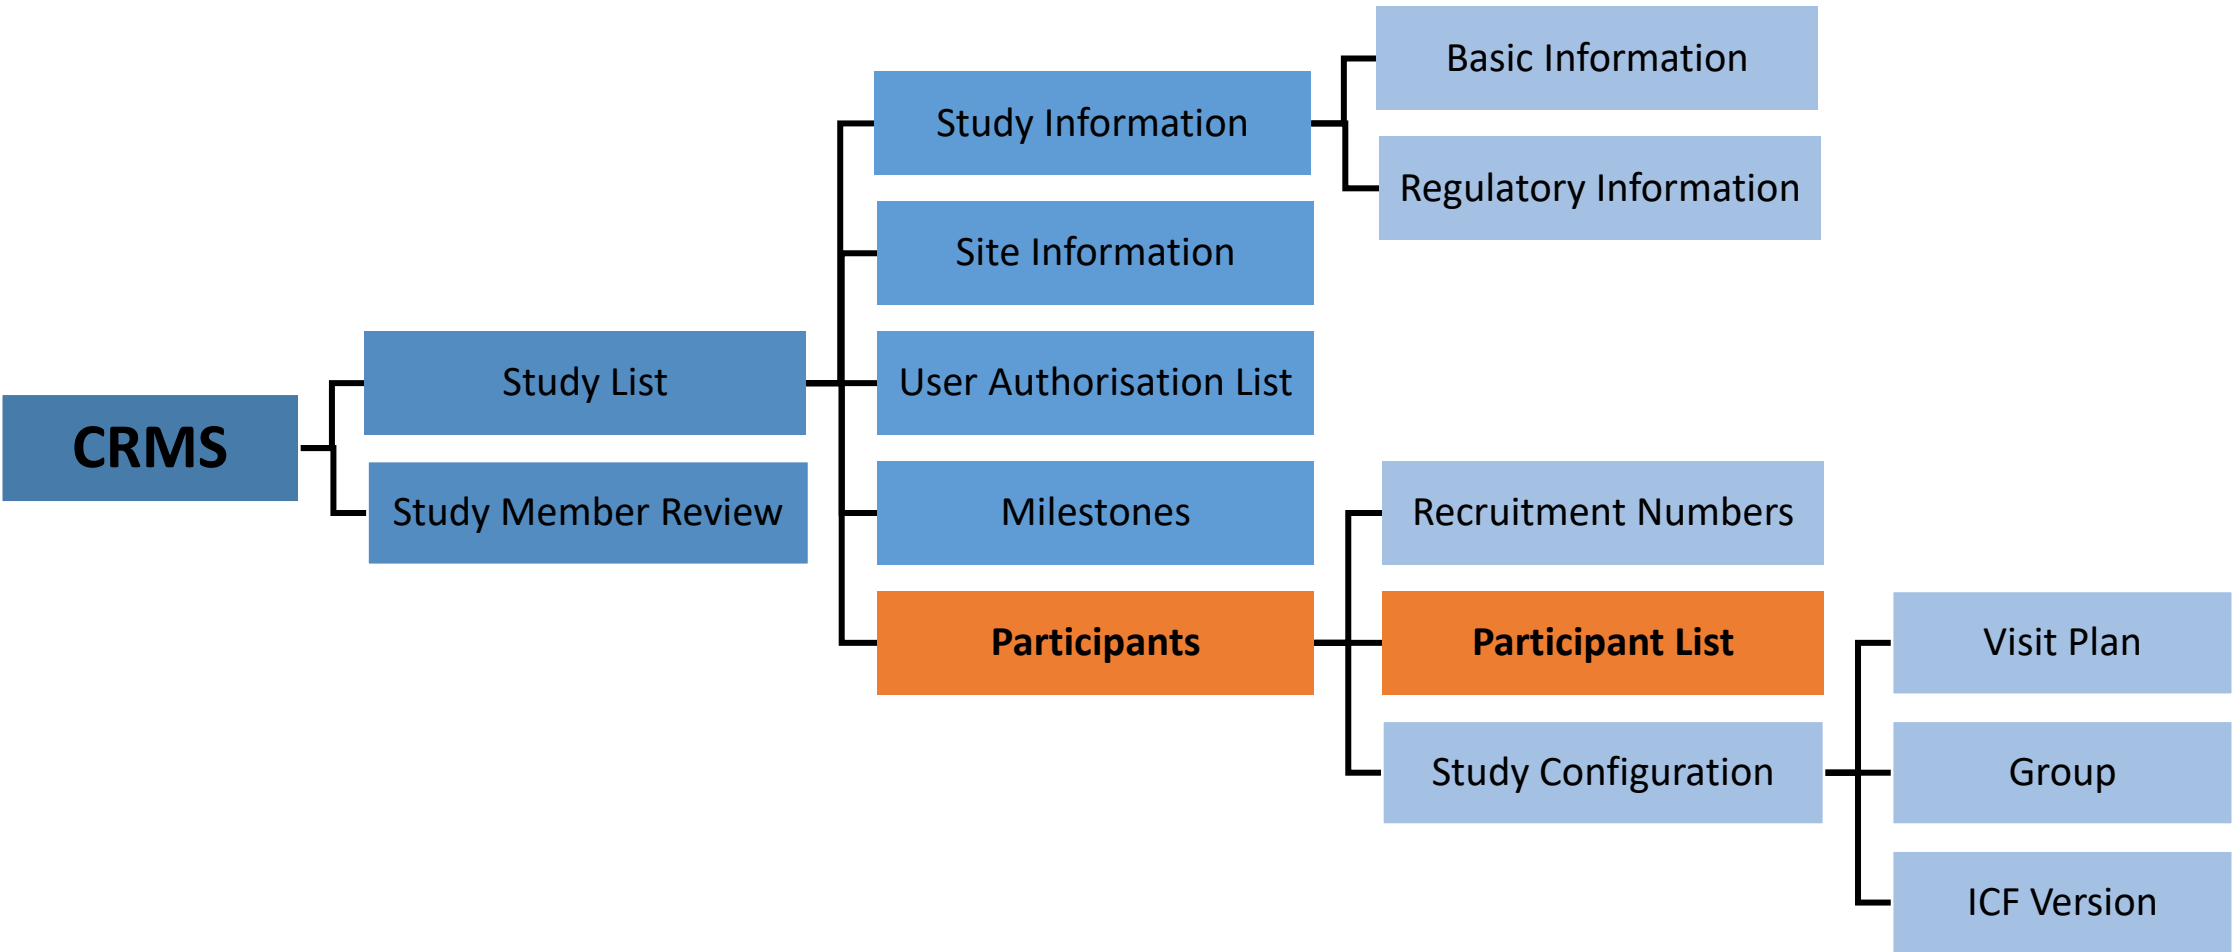 CRMS
Study List
Study Member Review
Study Information
Site Information
User Authorisation List
Milestones
Participants
Basic Information
Regulatory Information
Recruitment Numbers
Participant List
Study Configuration
Visit Plan
Group
ICF Version